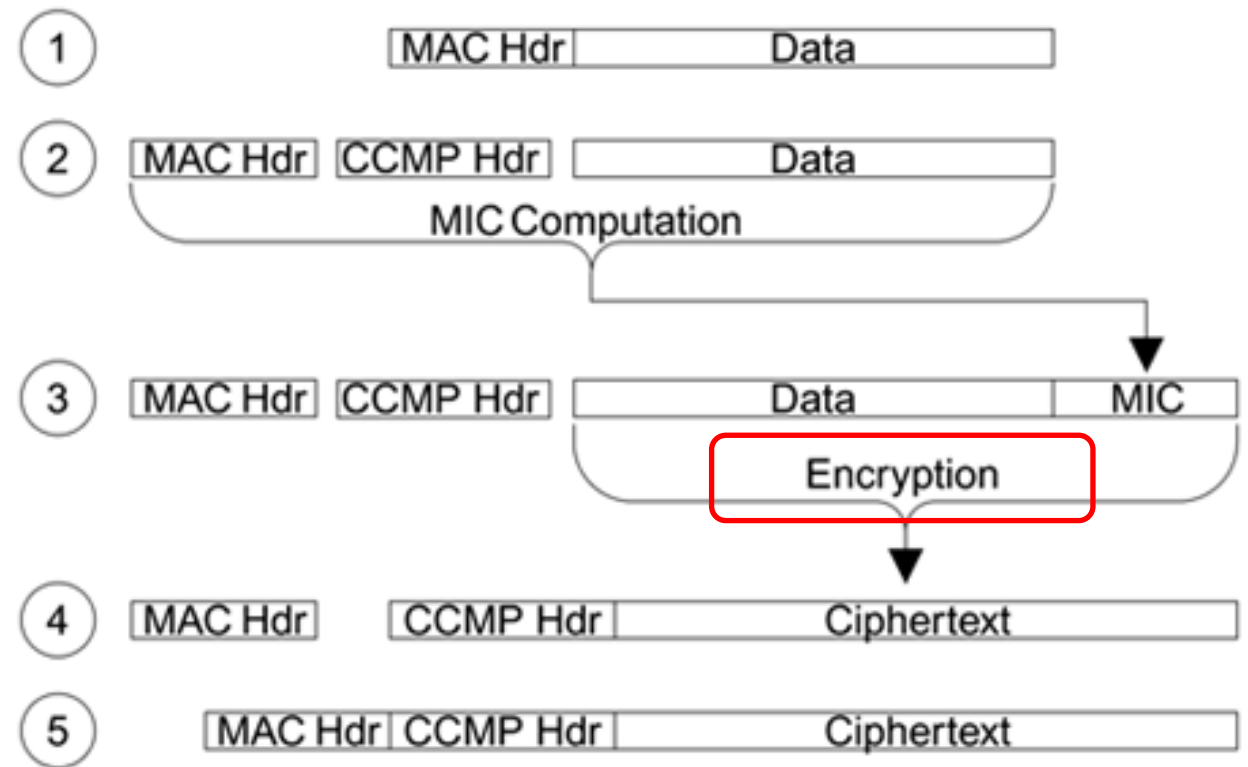 1 MAC Hdr Data
2 MAC Hdr CCMP Hdr Data
MIC Computation
3 MAC Hdr CCMP Hdr Data MIC
Encryption
4 MAC Hdr CCMP Hdr Ciphertext
5 MAC Hdr CCMP Hdr Ciphertext